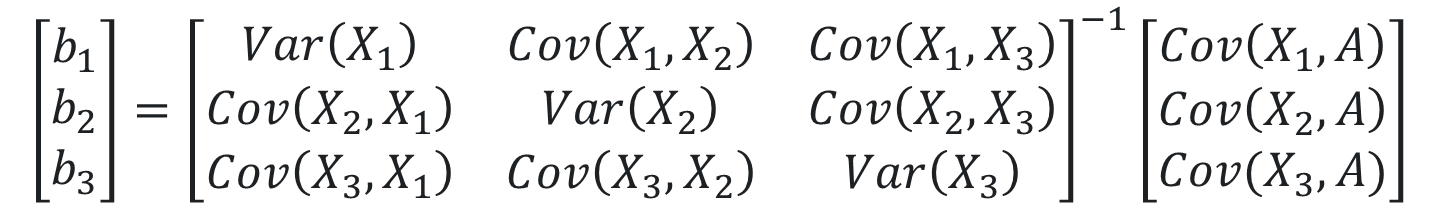 [b₁ b₂ b₃] = [Var(X₁) Cov(X₁,X₂) Cov(X₁,X₃); Cov(X₂,X₁) Var(X₂) Cov(X₂,X₃); Cov(X₃,X₁) Cov(X₃,X₂) Var(X₃)]⁻¹ [Cov(X₁,A) Cov(X₂,A) Cov(X₃,A)]